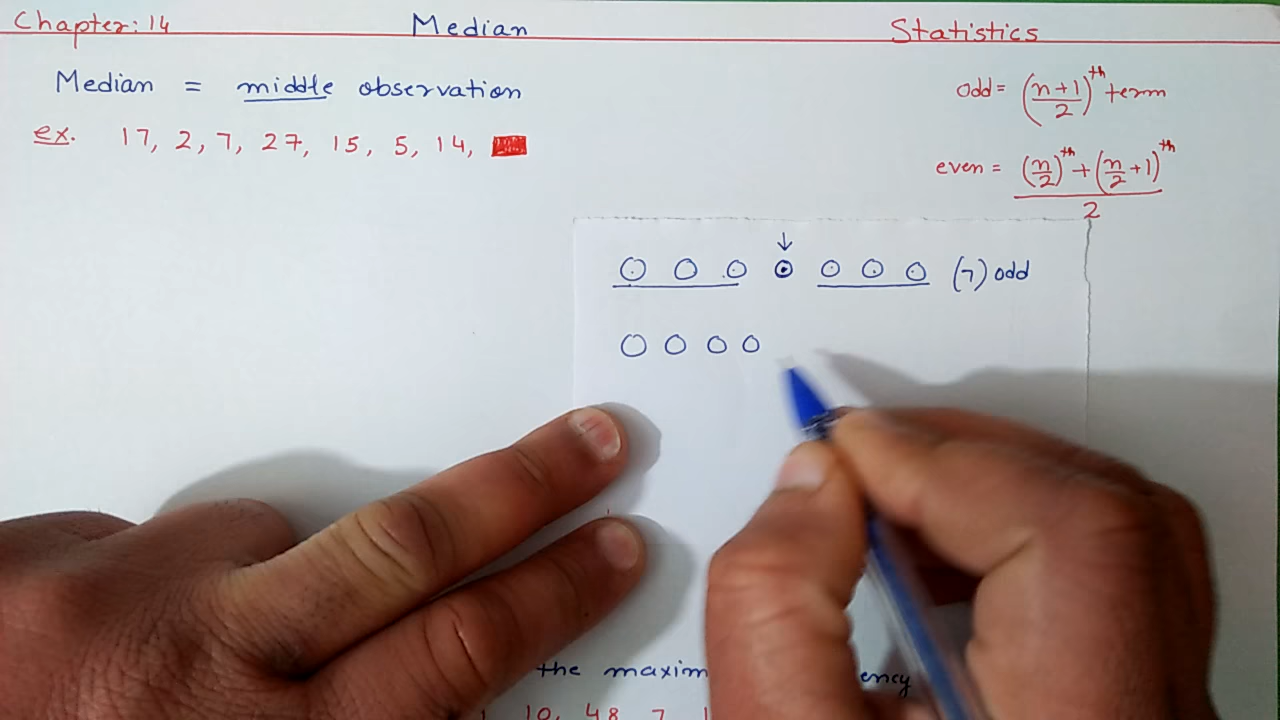 Chapter: 14 Median Statistics
Median = middle observation
ex. 17, 2, 7, 27, 15, 5, 14,
odd = (n+1/2)th term
even = (n/2)th + (n/2 + 1)th / 2
(7) odd
the maxim ency
10, 48, 7,